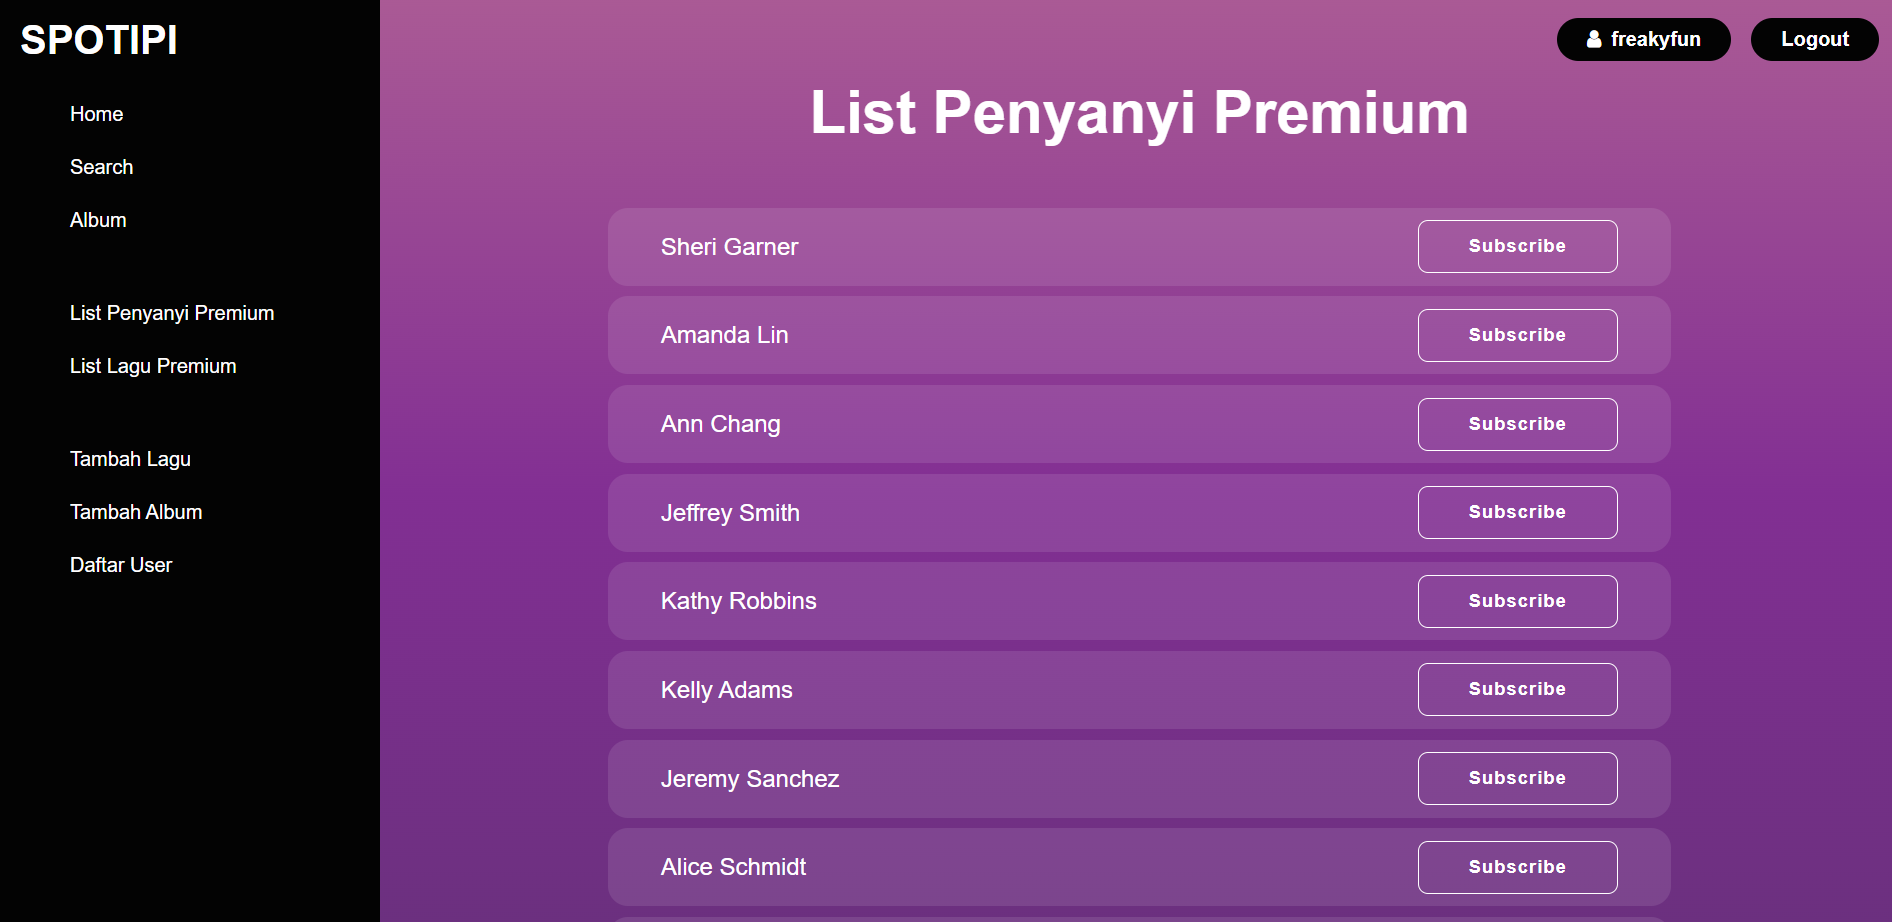 SPOTIPI
Home
Search
Album
List Penyanyi Premium
List Lagu Premium
Tambah Lagu
Tambah Album
Daftar User
freakyfun
Logout
List Penyanyi Premium
Sheri Garner Subscribe
Amanda Lin Subscribe
Ann Chang Subscribe
Jeffrey Smith Subscribe
Kathy Robbins Subscribe
Kelly Adams Subscribe
Jeremy Sanchez Subscribe
Alice Schmidt Subscribe